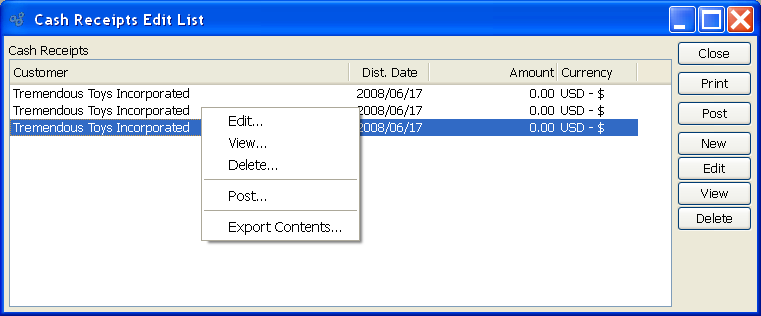 Cash Receipts Edit List
Cash Receipts
Close
Customer Dist. Date Amount Currency
Print
Tremendous Toys Incorporated 2008/06/17 0.00 USD - $
Tremendous Toys Incorporated 2008/06/17 0.00 USD - $
Tremendous Toys Incorporated 2008/06/17 0.00 USD - $
Post
New
Edit
View
Delete
Edit...
View...
Delete...
Post...
Export Contents...